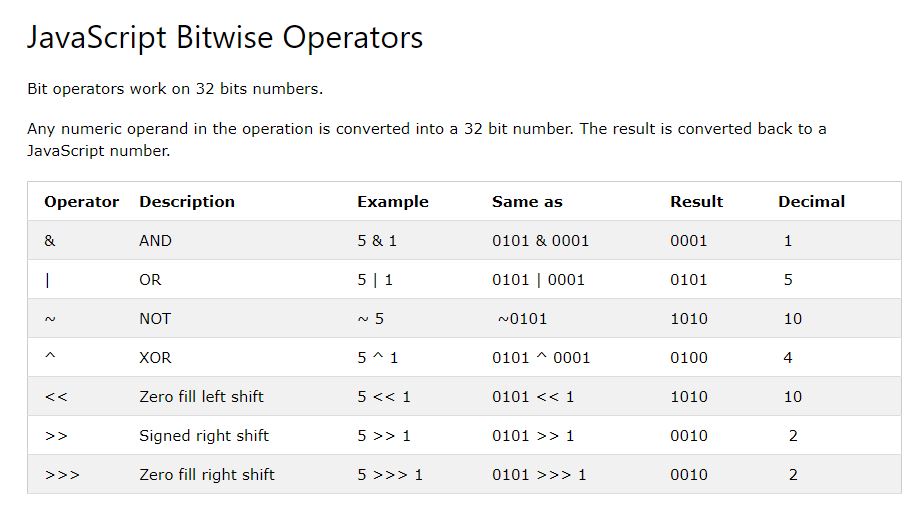 JavaScript Bitwise Operators
Bit operators work on 32 bits numbers.
Any numeric operand in the operation is converted into a 32 bit number. The result is converted back to a
JavaScript number.
Operator Description Example Same as Result Decimal
& AND 5 & 1 0101 & 0001 0001 1
| OR 5 | 1 0101 | 0001 0101 5
~ NOT ~ 5 ~0101 1010 10
^ XOR 5 ^ 1 0101 ^ 0001 0100 4
<< Zero fill left shift 5 << 1 0101 << 1 1010 10
>> Signed right shift 5 >> 1 0101 >> 1 0010 2
>>> Zero fill right shift 5 >>> 1 0101 >>> 1 0010 2